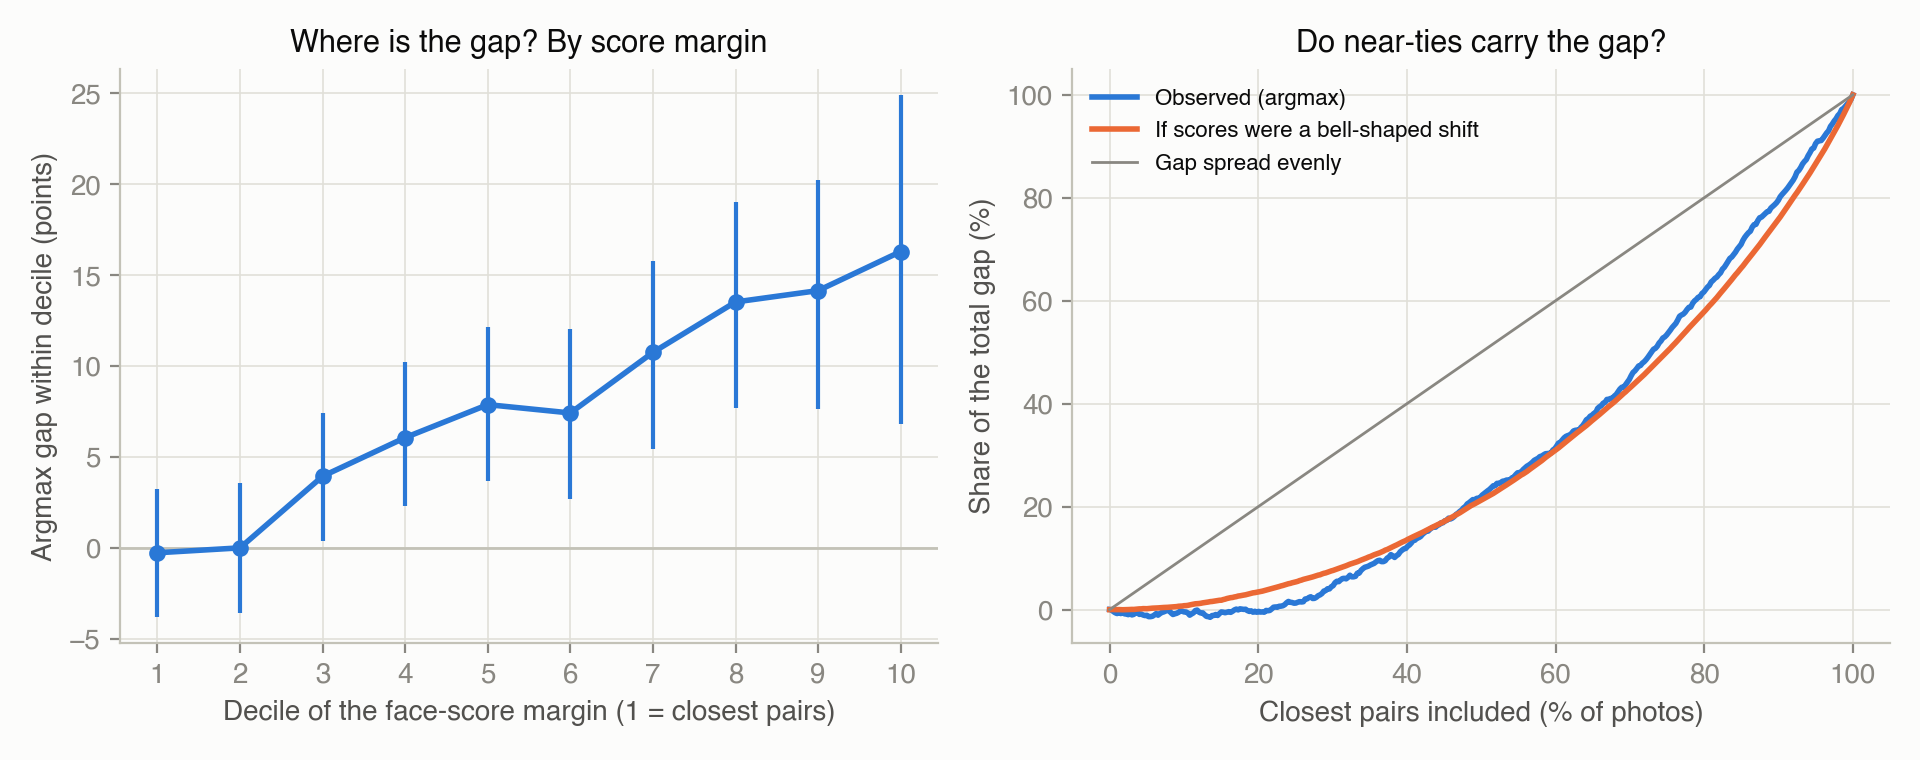 Where is the gap? By score margin
Argmax gap within decile (points)
25
20
15
10
5
0
−5
1 2 3 4 5 6 7 8 9 10
Decile of the face-score margin (1 = closest pairs)
Do near-ties carry the gap?
Observed (argmax)
If scores were a bell-shaped shift
Gap spread evenly
Share of the total gap (%)
100
80
60
40
20
0
0 20 40 60 80 100
Closest pairs included (% of photos)